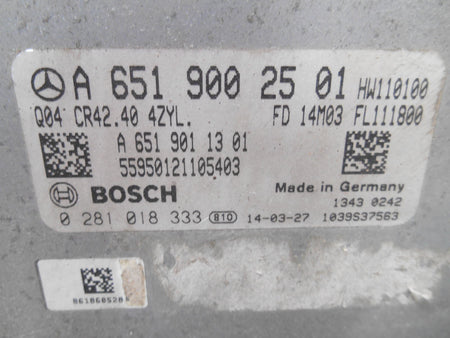 A 651 900 25 01 HW110100
Q04 CR42.40 4ZYL. FD 14M03 FL111800
A 651 901 13 01
55950121105403
BOSCH Made in Germany
1343 0242
0 281 018 333 810 14-03-27 1039S37563